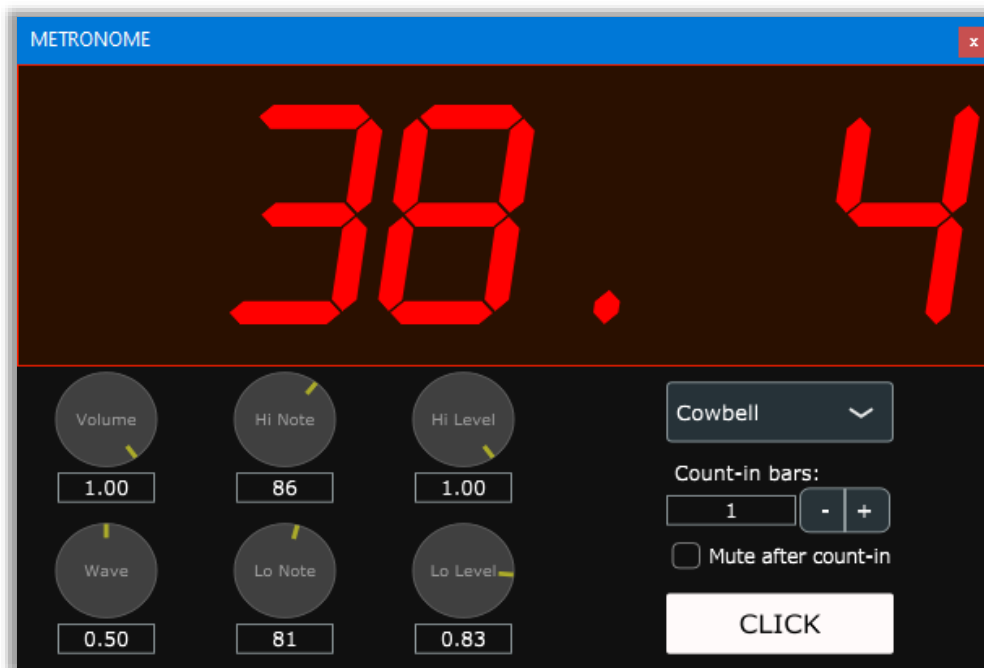 METRONOME
x
38. 4
Volume
Hi Note
Hi Level
1.00
86
1.00
Wave
Lo Note
Lo Level
0.50
81
0.83
Cowbell
Count-in bars:
1
-
+
Mute after count-in
CLICK